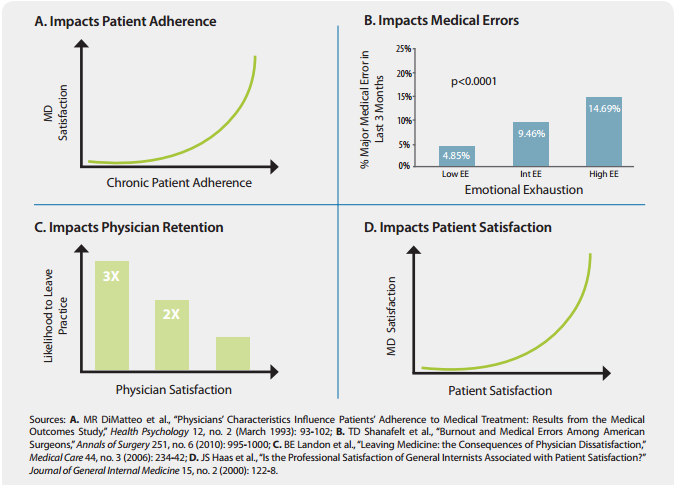 A. Impacts Patient Adherence
MD
Satisfaction
Chronic Patient Adherence
B. Impacts Medical Errors
% Major Medical Error in
Last 3 Months
25%
20%
15%
10%
5%
0%
p<0.0001
4.85%
9.46%
14.69%
Low EE
Int EE
High EE
Emotional Exhaustion
C. Impacts Physician Retention
Likelihood to Leave
Practice
3X
2X
Physician Satisfaction
D. Impacts Patient Satisfaction
MD Satisfaction
Patient Satisfaction
Sources: A. MR DiMatteo et al., “Physicians’ Characteristics Influence Patients’ Adherence to Medical Treatment: Results from the Medical
Outcomes Study,” Health Psychology 12, no. 2 (March 1993): 93-102; B. TD Shanafelt et al., “Burnout and Medical Errors Among American
Surgeons,” Annals of Surgery 251, no. 6 (2010): 995-1000; C. BE Landon et al., “Leaving Medicine: the Consequences of Physician Dissatisfaction,”
Medical Care 44, no. 3 (2006): 234-42; D. JS Haas et al., “Is the Professional Satisfaction of General Internists Associated with Patient Satisfaction?”
Journal of General Internal Medicine 15, no. 2 (2000): 122-8.